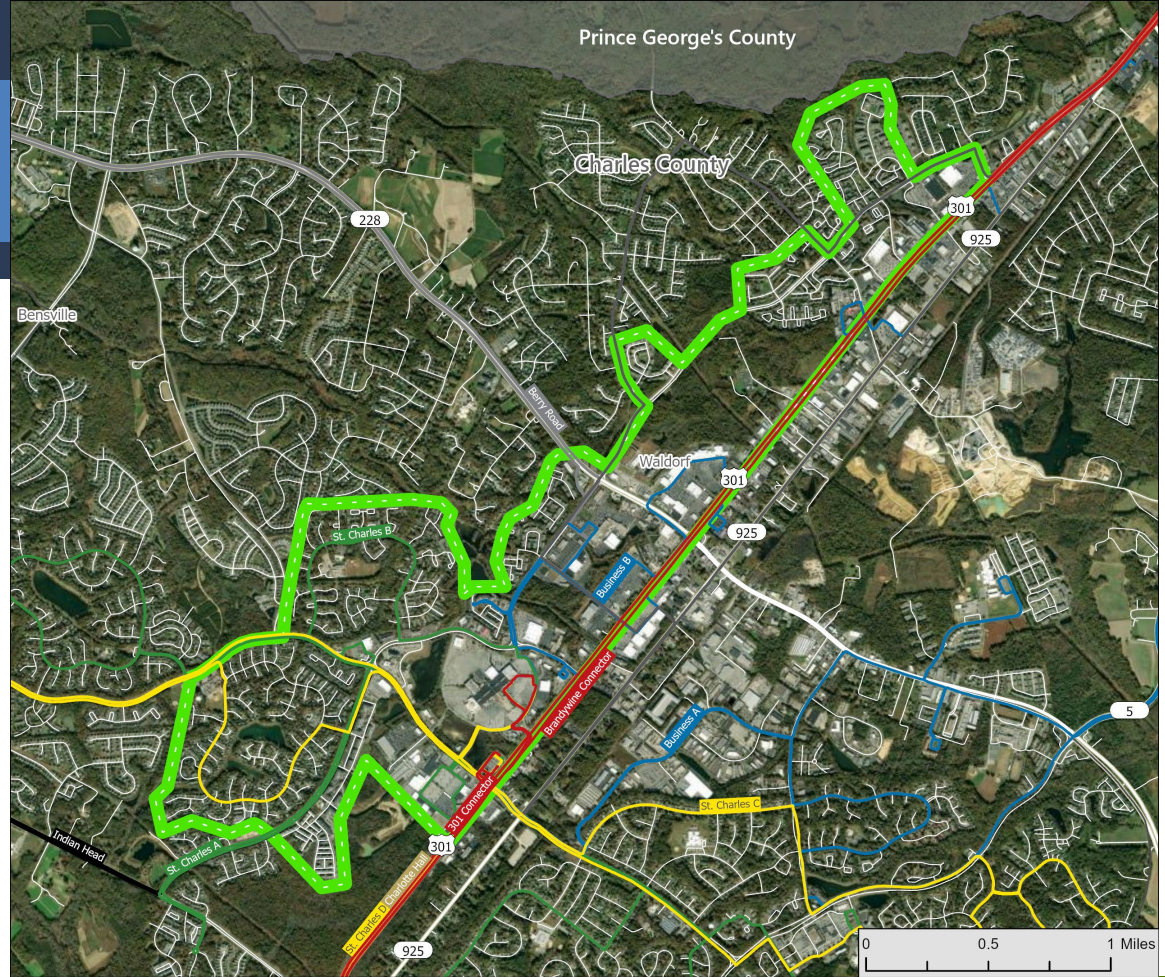 Prince George's County
Charles County
228
301
925
Bensville
Berry Road
Waldorf
301
925
St. Charles B
Business B
Brandywine Connector
5
Business A
301 Connector
St. Charles C
301
Indian Head
St. Charles A
St. Charles D
Charlotte Hall
925
0 0.5 1 Miles